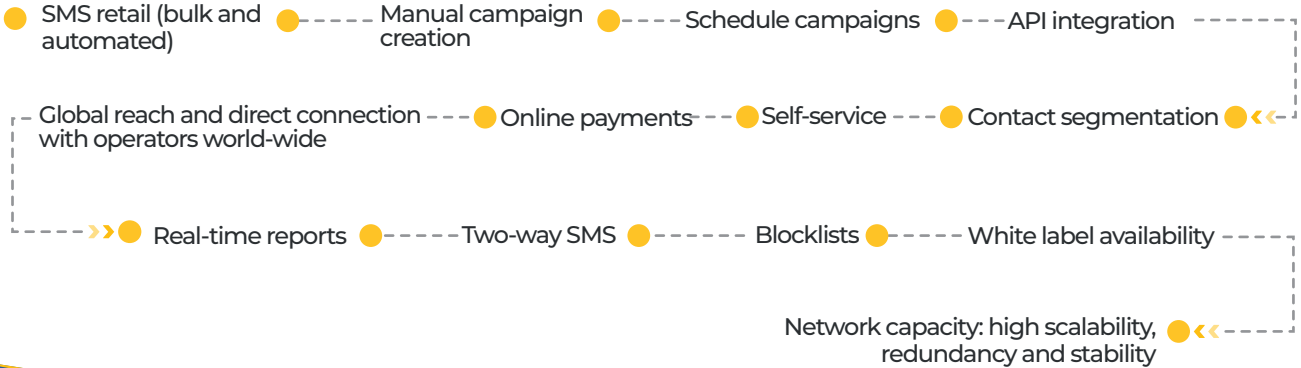 SMS retail (bulk and
automated)
Manual campaign
creation
Schedule campaigns
API integration
Contact segmentation
Self-service
Online payments
Global reach and direct connection
with operators world-wide
Real-time reports
Two-way SMS
Blocklists
White label availability
Network capacity: high scalability,
redundancy and stability